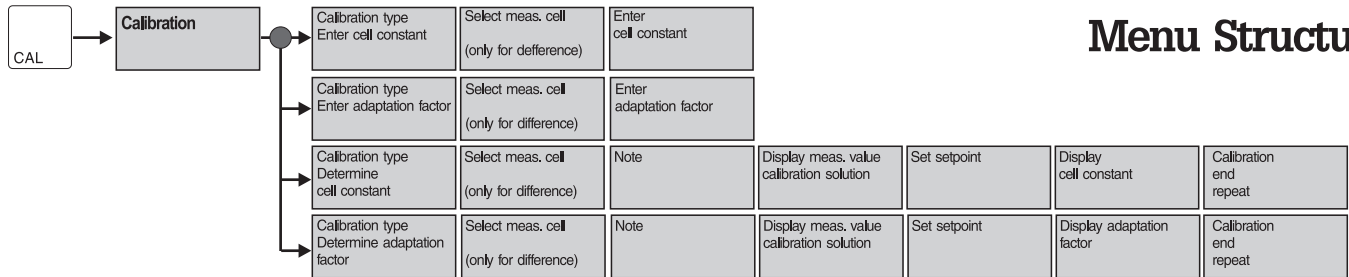 Menu Structu
CAL
Calibration
Calibration type
Enter cell constant
Select meas. cell
(only for defference)
Enter
cell constant
Calibration type
Enter adaptation factor
Select meas. cell
(only for difference)
Enter
adaptation factor
Calibration type
Determine
cell constant
Select meas. cell
(only for difference)
Note
Display meas. value
calibration solution
Set setpoint
Display
cell constant
Calibration
end
repeat
Calibration type
Determine adaptation
factor
Select meas. cell
(only for difference)
Note
Display meas. value
calibration solution
Set setpoint
Display adaptation
factor
Calibration
end
repeat